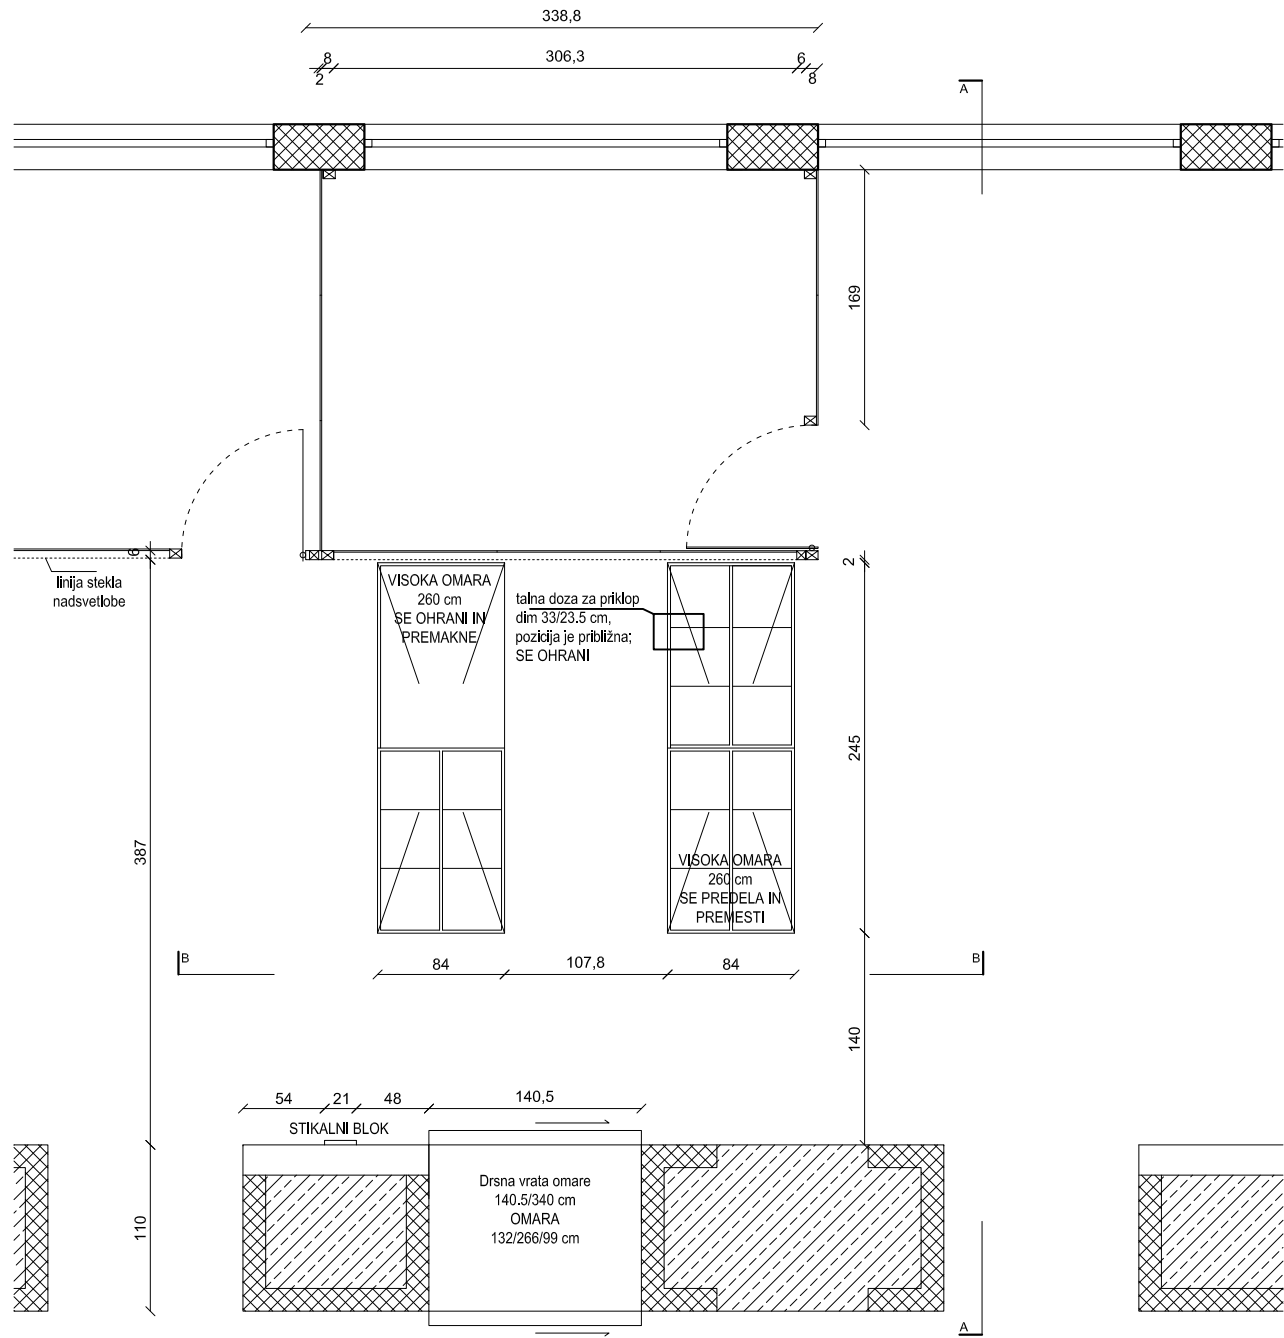 338,8
8
306,3
6
2
8
A
169
6
linija stekla
nadsvetlobe
2
VISOKA OMARA
260 cm
SE OHRANI IN
PREMAKNE
talna doza za priklop
dim 33/23.5 cm,
pozicija je približna;
SE OHRANI
245
387
VISOKA OMARA
260 cm
SE PREDELA IN
PREMESTI
B
84
107,8
84
B
140
54
21
48
140,5
STIKALNI BLOK
Drsna vrata omare
140.5/340 cm
OMARA
132/266/99 cm
110
A